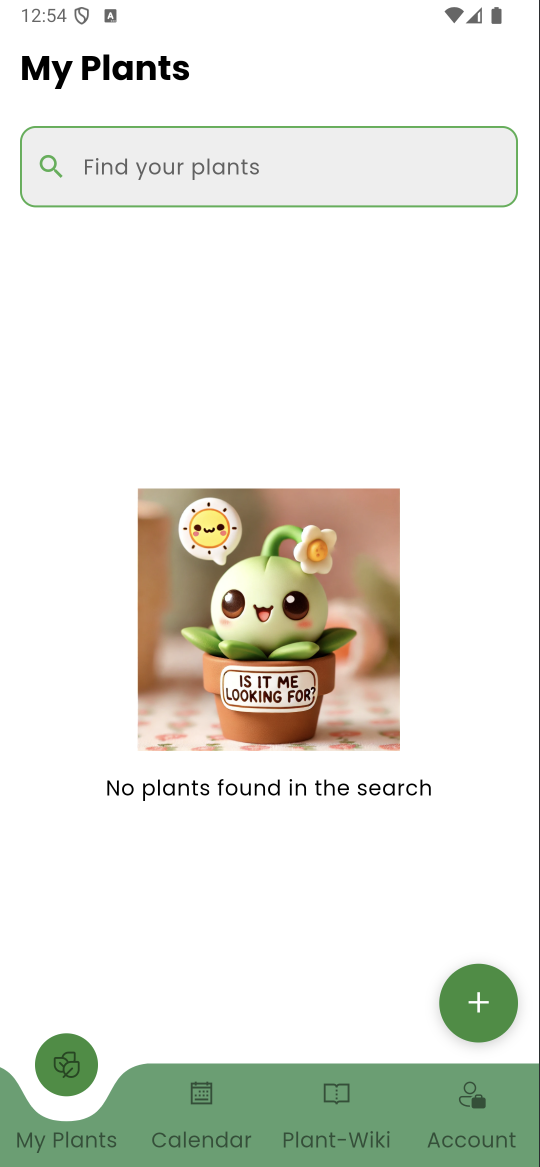 12:54
My Plants
Find your plants
IS IT ME
LOOKING FOR?
No plants found in the search
My Plants
Calendar
Plant-Wiki
Account